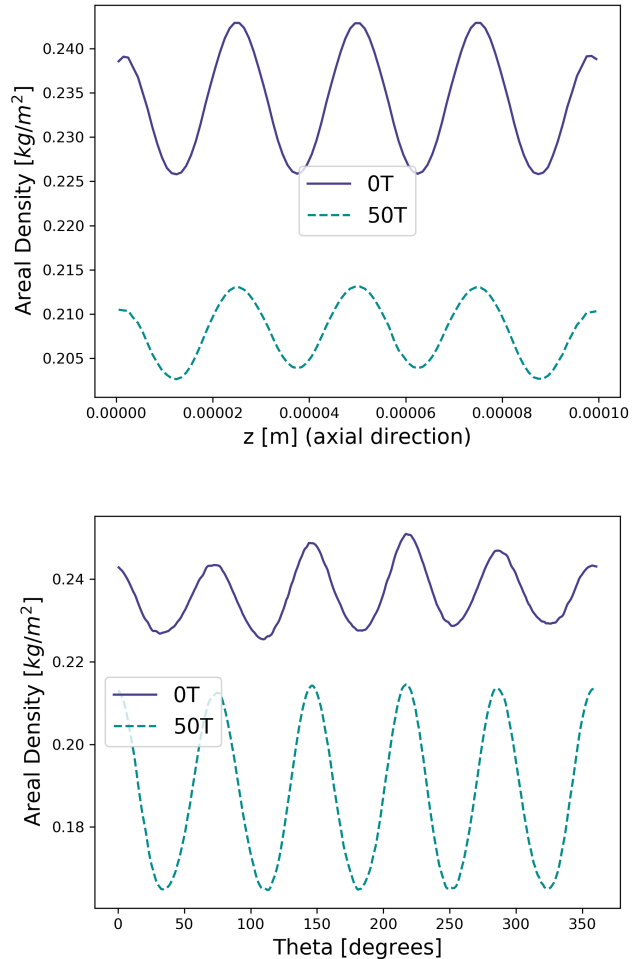 Areal Density [kg/m²]
0.240
0.235
0.230
0.225
0.220
0.215
0.210
0.205
0T
50T
0.00000 0.00002 0.00004 0.00006 0.00008 0.00010
z [m] (axial direction)
Areal Density [kg/m²]
0.24
0.22
0.20
0.18
0T
50T
0 50 100 150 200 250 300 350
Theta [degrees]